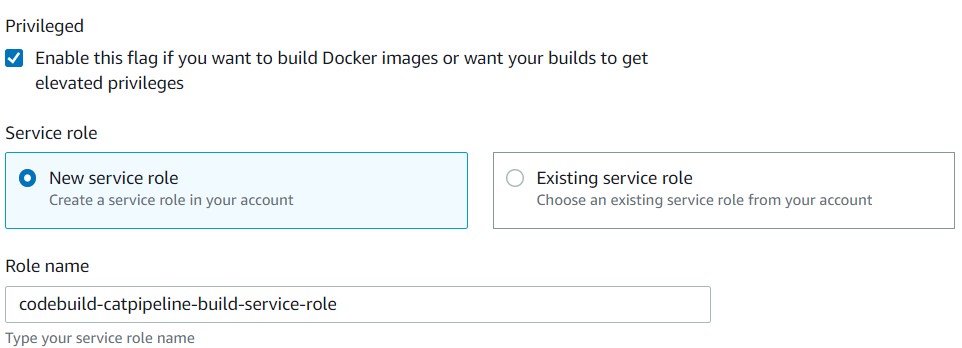 Privileged
Enable this flag if you want to build Docker images or want your builds to get
elevated privileges
Service role
New service role
Create a service role in your account
Existing service role
Choose an existing service role from your account
Role name
codebuild-catpipeline-build-service-role
Type your service role name